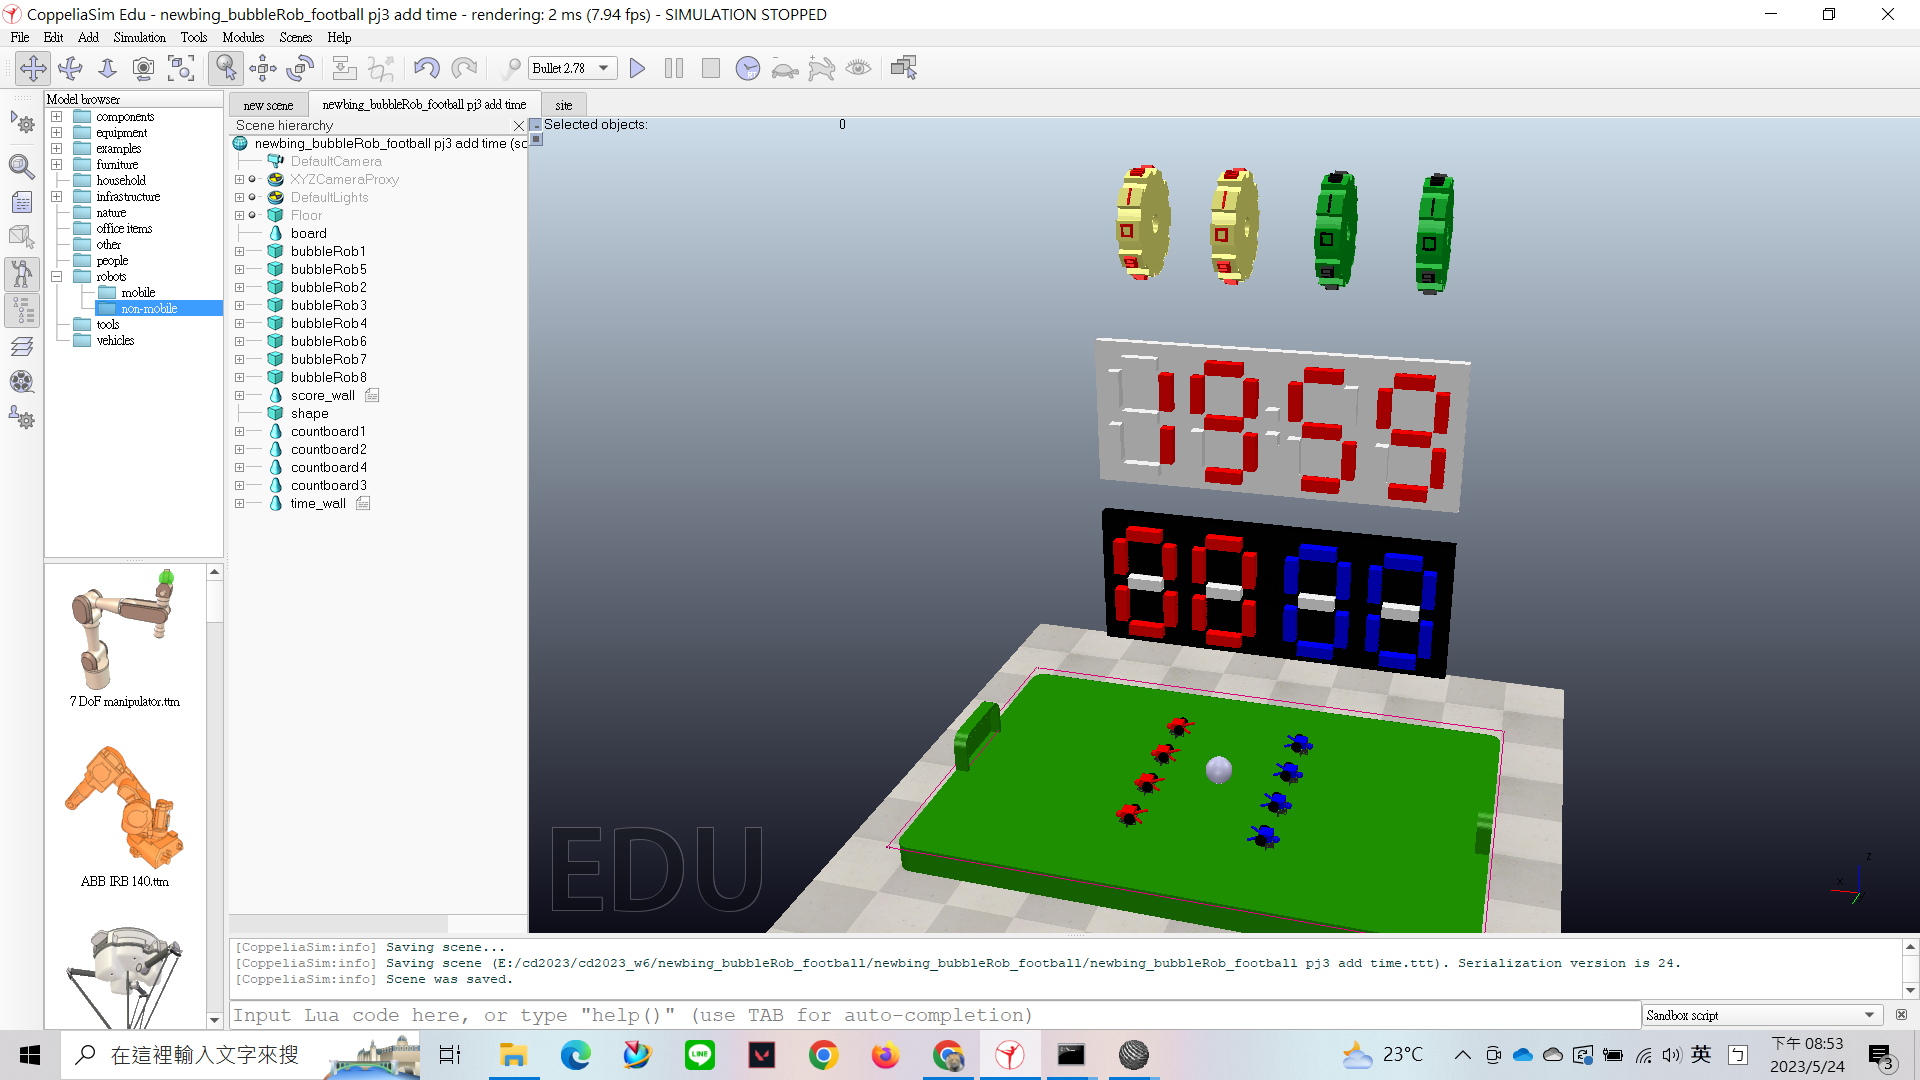 CoppeliaSim Edu - newbing_bubbleRob_football pj3 add time - rendering: 2 ms (7.94 fps) - SIMULATION STOPPED
File Edit Add Simulation Tools Modules Scenes Help
Bullet 2.78
RT
Model browser
components
equipment
examples
furniture
household
infrastructure
nature
office items
other
people
robots
mobile
non-mobile
tools
vehicles
7 DoF manipulator.ttm
ABB IRB 140.ttm
new scene
newbing_bubbleRob_football pj3 add time
site
Scene hierarchy
newbing_bubbleRob_football pj3 add time (sc
DefaultCamera
XYZCameraProxy
DefaultLights
Floor
board
bubbleRob1
bubbleRob5
bubbleRob2
bubbleRob3
bubbleRob4
bubbleRob6
bubbleRob7
bubbleRob8
score_wall
shape
countboard1
countboard2
countboard4
countboard3
time_wall
Selected objects: 0
19:59
EDU
z
x
[CoppeliaSim:info] Saving scene...
[CoppeliaSim:info] Saving scene (E:/cd2023/cd2023_w6/newbing_bubbleRob_football/newbing_bubbleRob_football/newbing_bubbleRob_football pj3 add time.ttt). Serialization version is 24.
[CoppeliaSim:info] Scene was saved.
Input Lua code here, or type "help()" (use TAB for auto-completion)
Sandbox script
在這裡輸入文字來搜
LINE
23°C
英
ㄅ
下午 08:53
2023/5/24
3